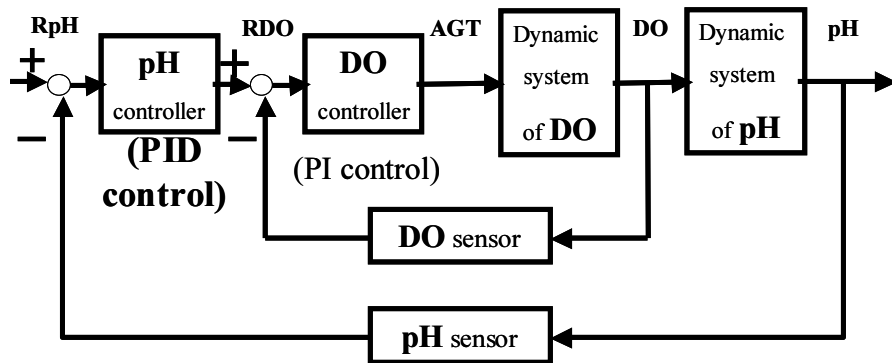 RpH
RDO
AGT
DO
pH
+
pH
controller
+
DO
controller
Dynamic
system
of DO
Dynamic
system
of pH
−
(PID
control)
−
(PI control)
DO sensor
pH sensor